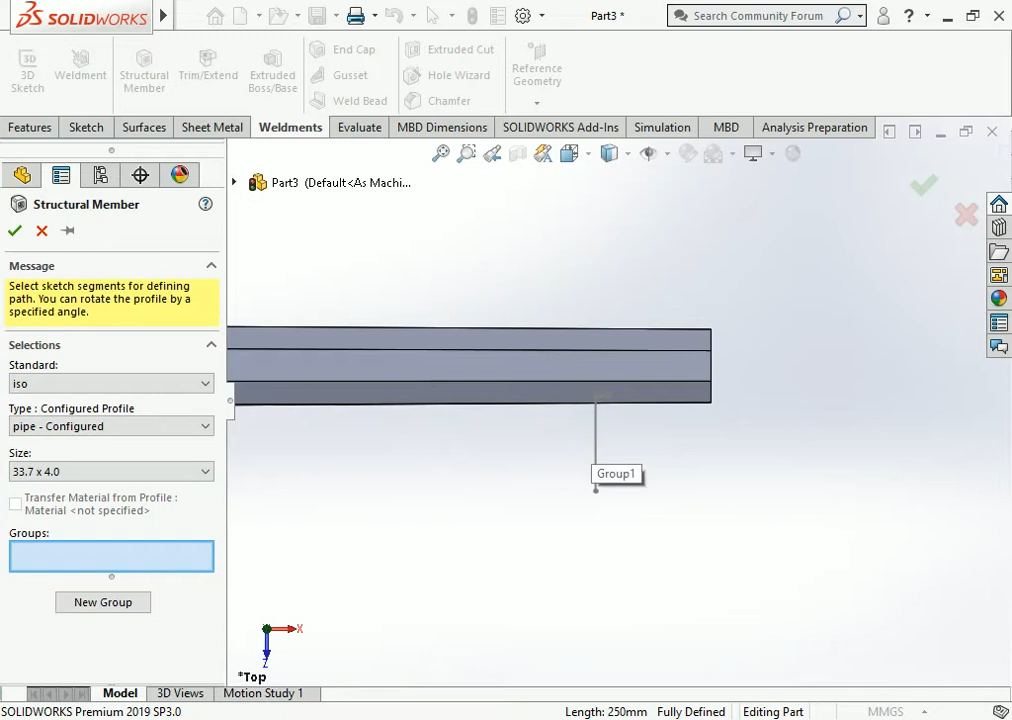 SOLIDWORKS
Part3 *
Search Community Forum
?
3D Sketch
Weldment
Structural Member
Trim/Extend
Extruded Boss/Base
End Cap
Gusset
Weld Bead
Extruded Cut
Hole Wizard
Chamfer
Reference Geometry
Features
Sketch
Surfaces
Sheet Metal
Weldments
Evaluate
MBD Dimensions
SOLIDWORKS Add-Ins
Simulation
MBD
Analysis Preparation
Part3 (Default<As Machi...
Structural Member
?
Message
Select sketch segments for defining
path. You can rotate the profile by a
specified angle.
Selections
Standard:
iso
Type : Configured Profile
pipe - Configured
Size:
33.7 x 4.0
Transfer Material from Profile :
Material <not specified>
Groups:
New Group
Group1
X
Z
*Top
Model
3D Views
Motion Study 1
SOLIDWORKS Premium 2019 SP3.0
Length: 250mm
Fully Defined
Editing Part
MMGS